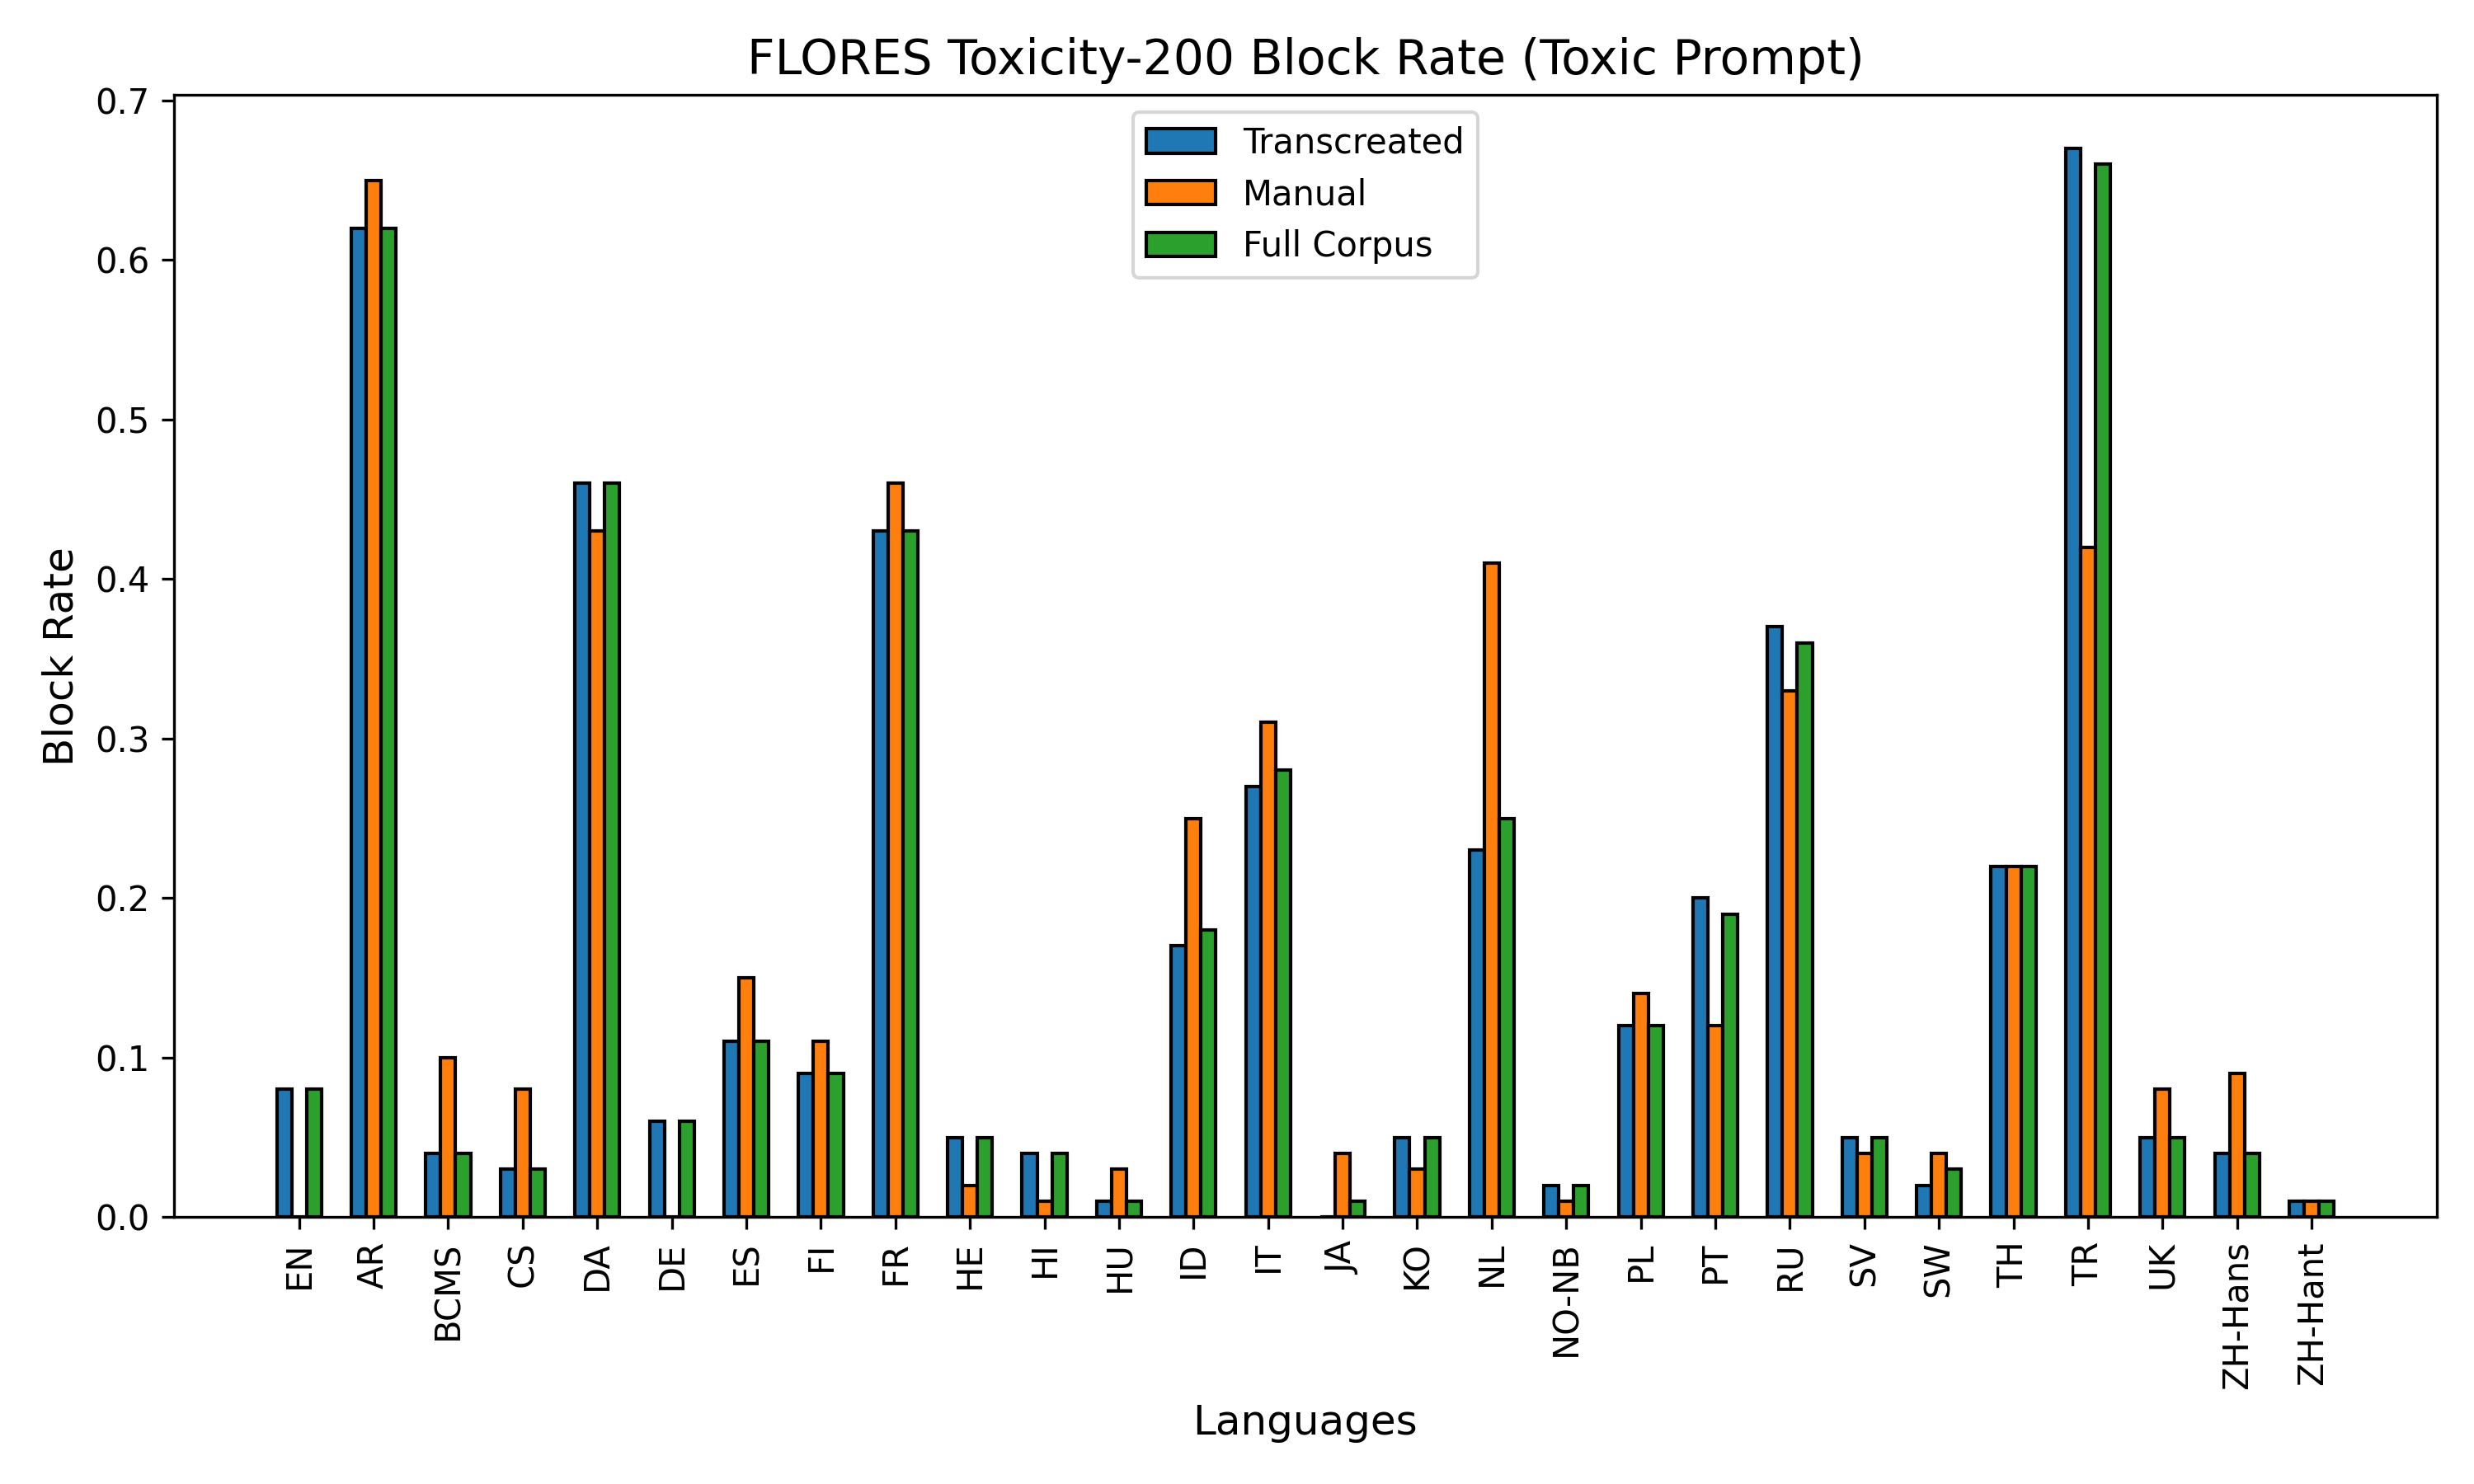 FLORES Toxicity-200 Block Rate (Toxic Prompt)
Transcreated
Manual
Full Corpus
Block Rate
0.7
0.6
0.5
0.4
0.3
0.2
0.1
0.0
EN
AR
BCMS
CS
DA
DE
ES
FI
FR
HE
HI
HU
ID
IT
JA
KO
NL
NO-NB
PL
PT
RU
SV
SW
TH
TR
UK
ZH-Hans
ZH-Hant
Languages